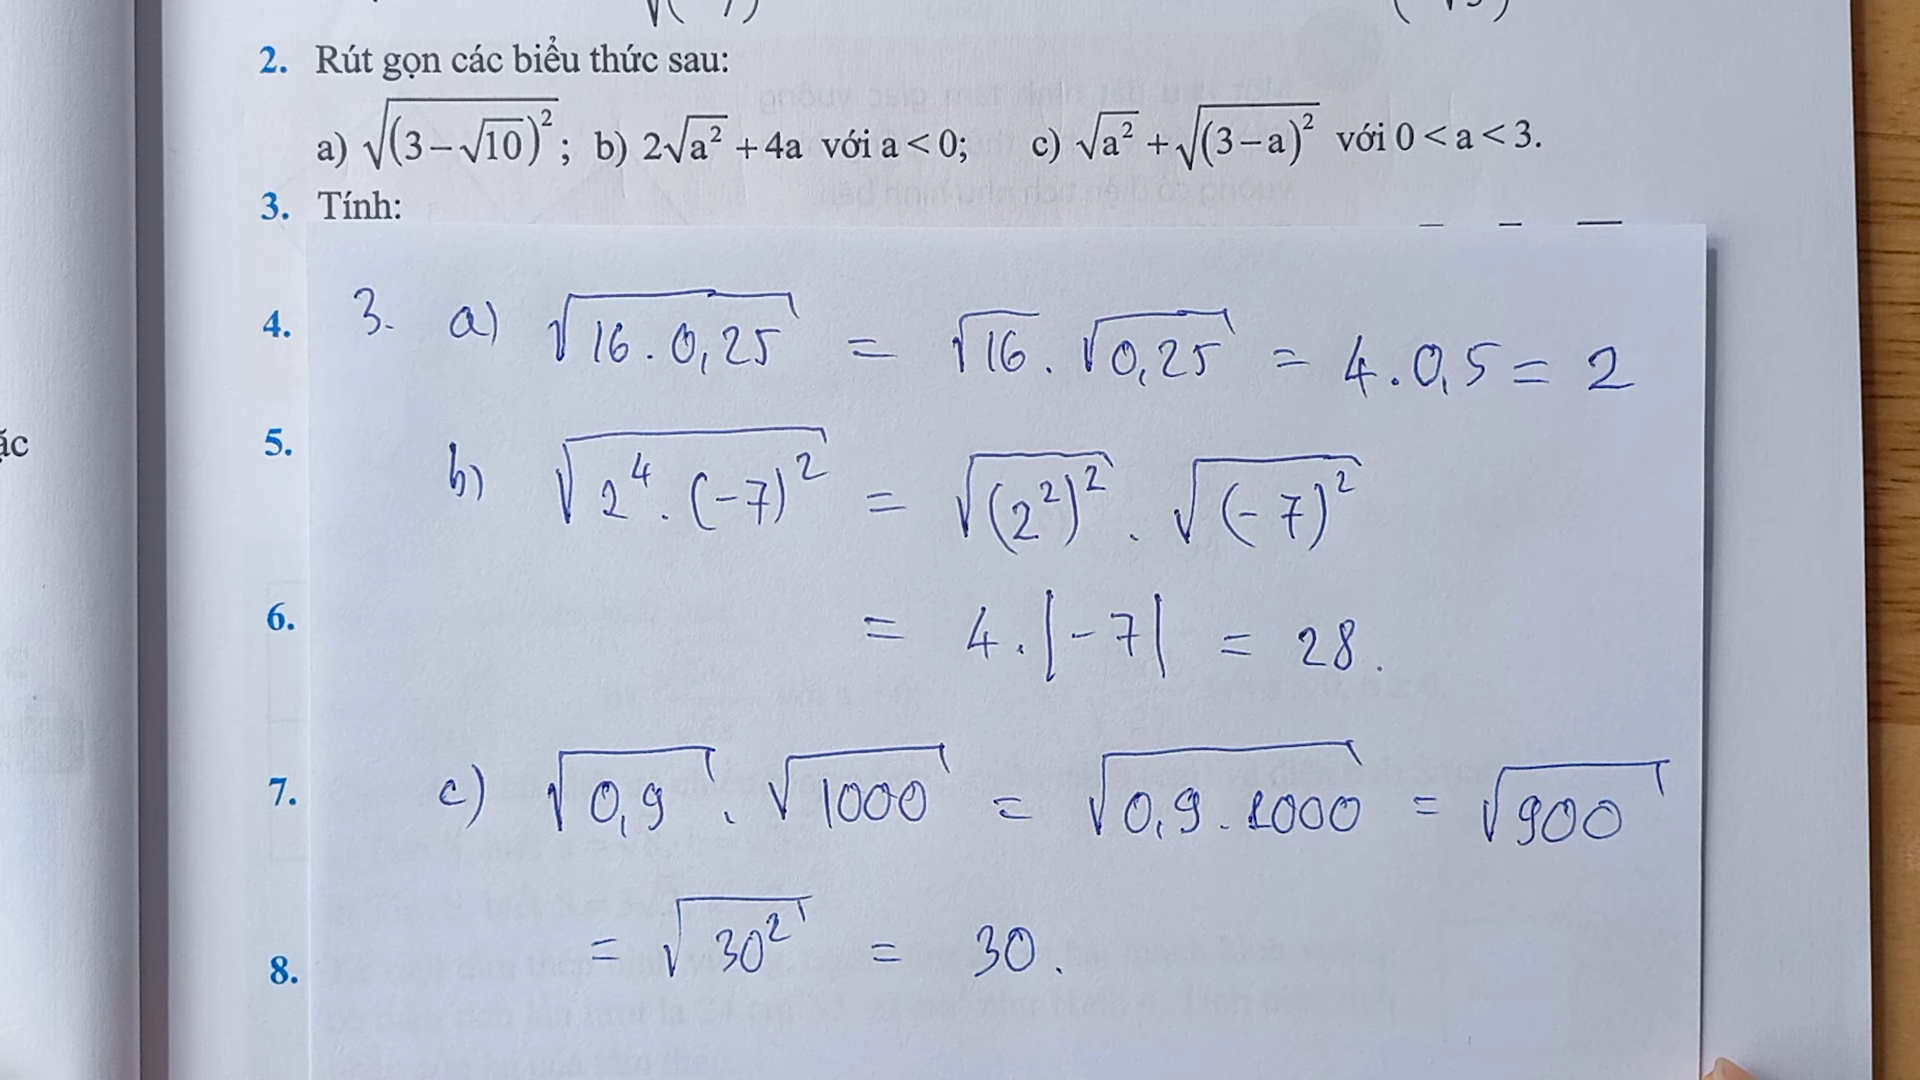 2. Rút gọn các biểu thức sau:
a) √(3−√10)²; b) 2√a² + 4a với a < 0; c) √a² + √(3−a)² với 0 < a < 3.
3. Tính:
3. a) √16 . 0,25 = √16 . √0,25 = 4 . 0,5 = 2
4.
ặc
5.
b) √2⁴ . (−7)² = √(2²)² . √(−7)²
6.
= 4 . |−7| = 28.
7.
c) √0,9 . √1000 = √0,9 . 1000 = √900
8.
= √30² = 30.